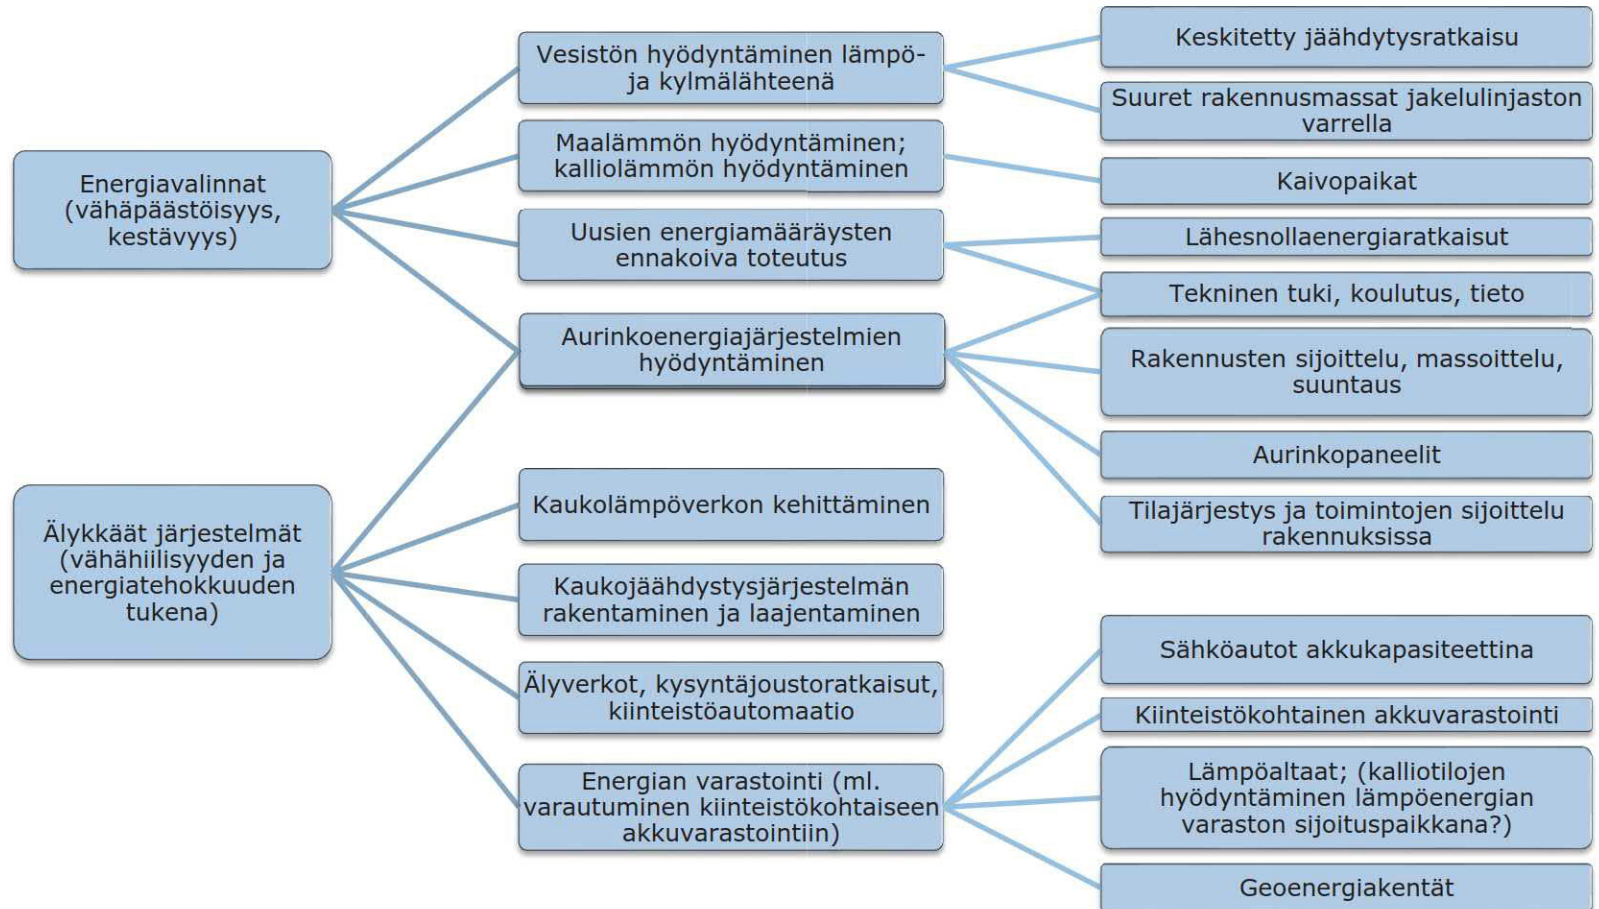 Energiavalinnat
(vähäpäästöisyys,
kestävyys)
Älykkäät järjestelmät
(vähähiilisyyden ja
energiatehokkuuden
tukena)
Vesistön hyödyntäminen lämpö-
ja kylmälähteenä
Maalämmön hyödyntäminen;
kalliolämmön hyödyntäminen
Uusien energiamääräysten
ennakoiva toteutus
Aurinkoenergiajärjestelmien
hyödyntäminen
Kaukolämpöverkon kehittäminen
Kaukojäähdystysjärjestelmän
rakentaminen ja laajentaminen
Älyverkot, kysyntäjoustoratkaisut,
kiinteistöautomaatio
Energian varastointi (ml.
varautuminen kiinteistökohtaiseen
akkuvarastointiin)
Keskitetty jäähdytysratkaisu
Suuret rakennusmassat jakelulinjaston
varrella
Kaivopaikat
Lähesnollaenergiaratkaisut
Tekninen tuki, koulutus, tieto
Rakennusten sijoittelu, massoittelu,
suuntaus
Aurinkopaneelit
Tilajärjestys ja toimintojen sijoittelu
rakennuksissa
Sähköautot akkukapasiteettina
Kiinteistökohtainen akkuvarastointi
Lämpöaltaat; (kalliotilojen
hyödyntäminen lämpöenergian
varaston sijoituspaikkana?)
Geoenergiakentät